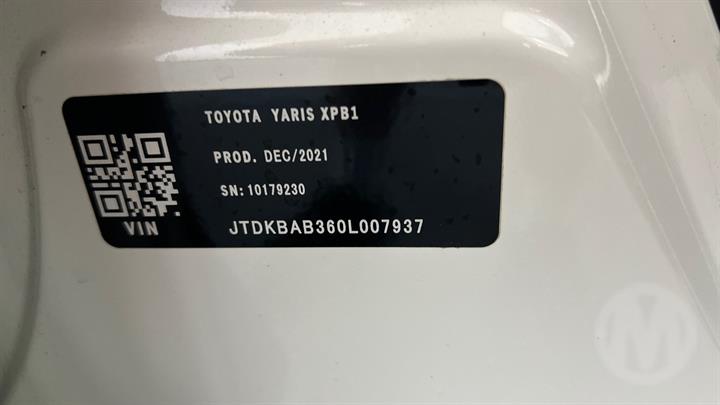 TOYOTA YARIS XPB1
PROD. DEC/2021
SN: 10179230
VIN
JTDKBAB360L007937
M